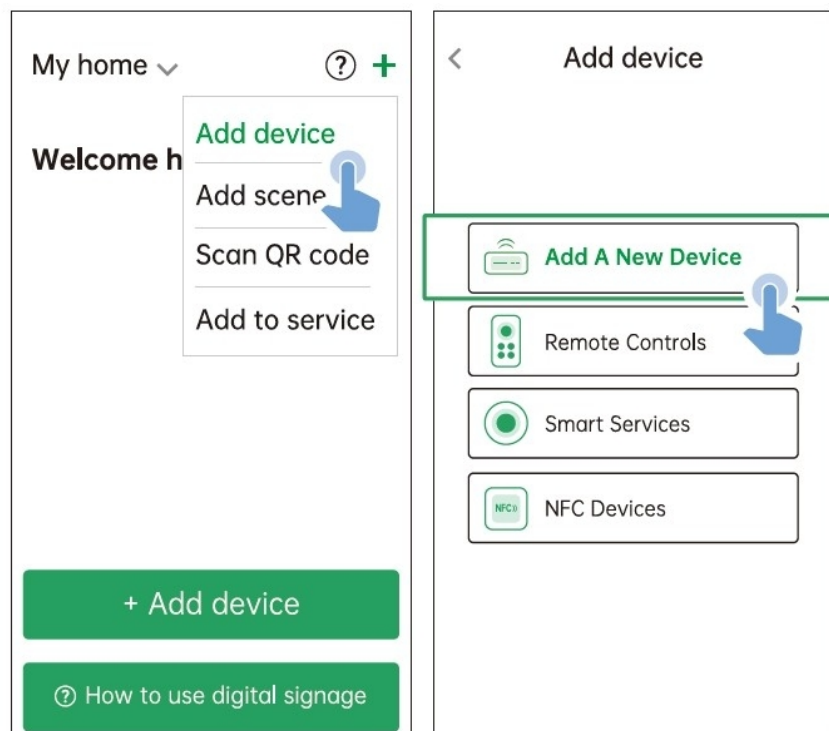 My home
? +
Add device
Welcome h
Add scene
Scan QR code
Add to service
+ Add device
? How to use digital signage
< Add device
Add A New Device
Remote Controls
Smart Services
NFC
NFC Devices